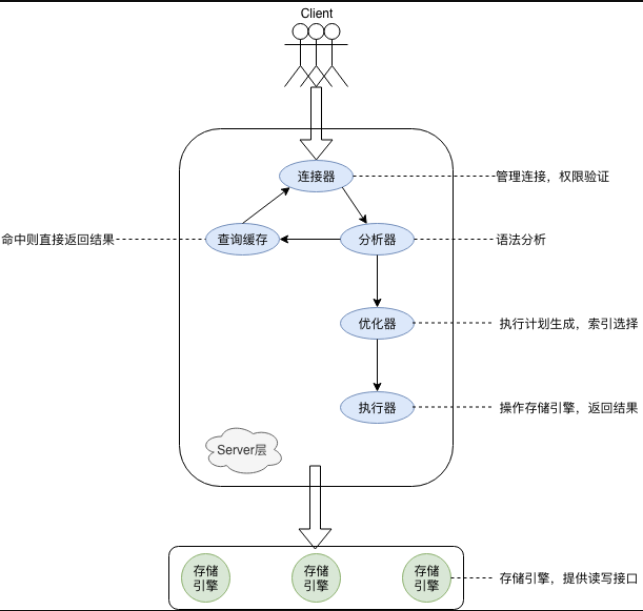 Client
连接器
管理连接，权限验证
命中则直接返回结果
查询缓存
分析器
语法分析
优化器
执行计划生成，索引选择
执行器
操作存储引擎，返回结果
Server层
存储
引擎
存储
引擎
存储
引擎
存储引擎，提供读写接口